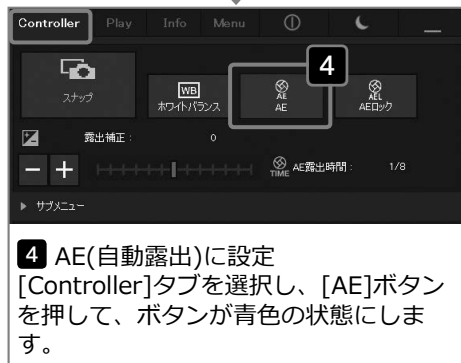 Controller Play Info Menu
4
スナップ
WB
ホワイトバランス
AE
AE
AEL
AEロック
露出補正： 0
TIME AE露出時間： 1/8
▶ サブメニュー
4 AE(自動露出)に設定
[Controller]タブを選択し、[AE]ボタン
を押して、ボタンが青色の状態にしま
す。